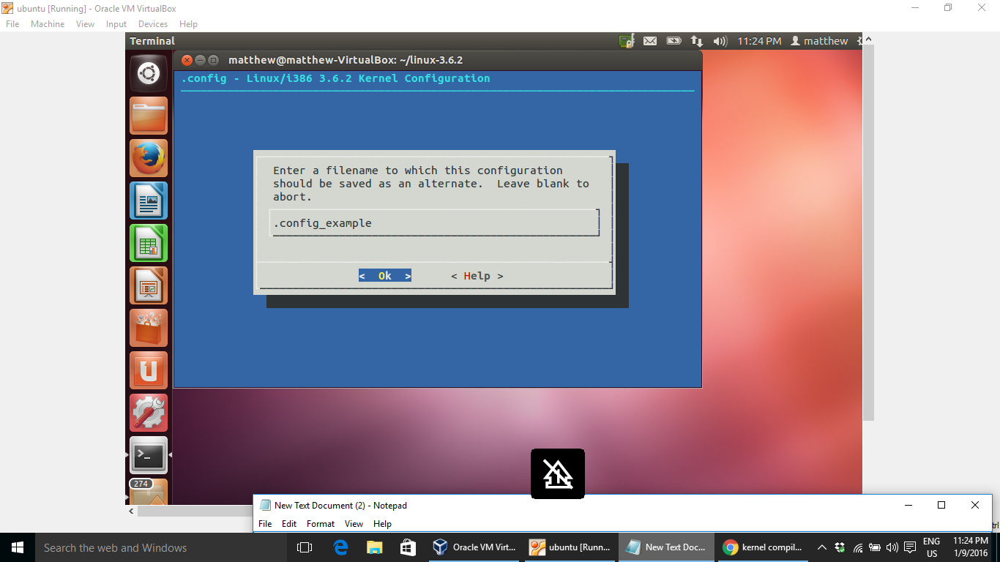 ubuntu [Running] - Oracle VM VirtualBox
File Machine View Input Devices Help
Terminal 11:24 PM matthew
matthew@matthew-VirtualBox: ~/linux-3.6.2
.config - Linux/i386 3.6.2 Kernel Configuration
Enter a filename to which this configuration
should be saved as an alternate. Leave blank to
abort.
.config_example
< Ok > < Help >
274
New Text Document (2) - Notepad
File Edit Format View Help
trl
Search the web and Windows
Oracle VM Virt...
ubuntu [Runn...
New Text Doc...
kernel compil...
ENG
US
11:24 PM
1/9/2016